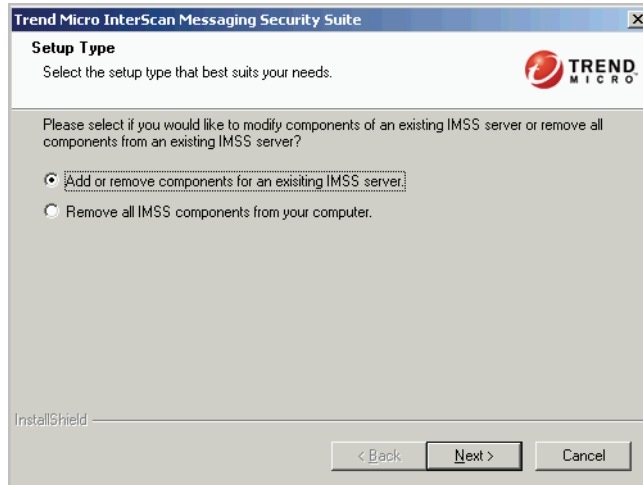 Trend Micro InterScan Messaging Security Suite
Setup Type
Select the setup type that best suits your needs.
TREND
MICRO
Please select if you would like to modify components of an existing IMSS server or remove all
components from an existing IMSS server?
Add or remove components for an exisiting IMSS server.
Remove all IMSS components from your computer.
InstallShield
< Back
Next >
Cancel